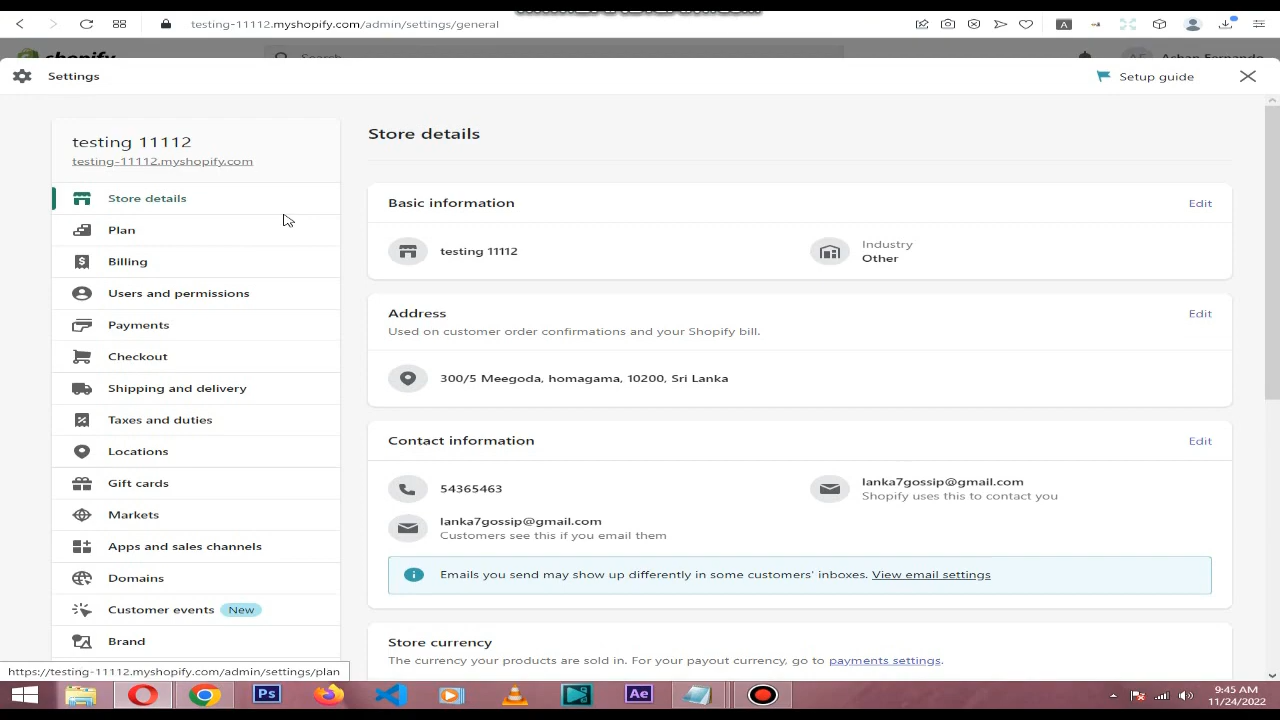 testing-11112.myshopify.com/admin/settings/general
shopify
Search
Settings
Setup guide
testing 11112
testing-11112.myshopify.com
Store details
Plan
Billing
Users and permissions
Payments
Checkout
Shipping and delivery
Taxes and duties
Locations
Gift cards
Markets
Apps and sales channels
Domains
Customer events New
Brand
Store details
Basic information Edit
testing 11112
Industry
Other
Address Edit
Used on customer order confirmations and your Shopify bill.
300/5 Meegoda, homagama, 10200, Sri Lanka
Contact information Edit
54365463
lanka7gossip@gmail.com
Shopify uses this to contact you
lanka7gossip@gmail.com
Customers see this if you email them
Emails you send may show up differently in some customers' inboxes. View email settings
Store currency
The currency your products are sold in. For your payout currency, go to payments settings.
https://testing-11112.myshopify.com/admin/settings/plan
Ps
Ae
9:45 AM
11/24/2022